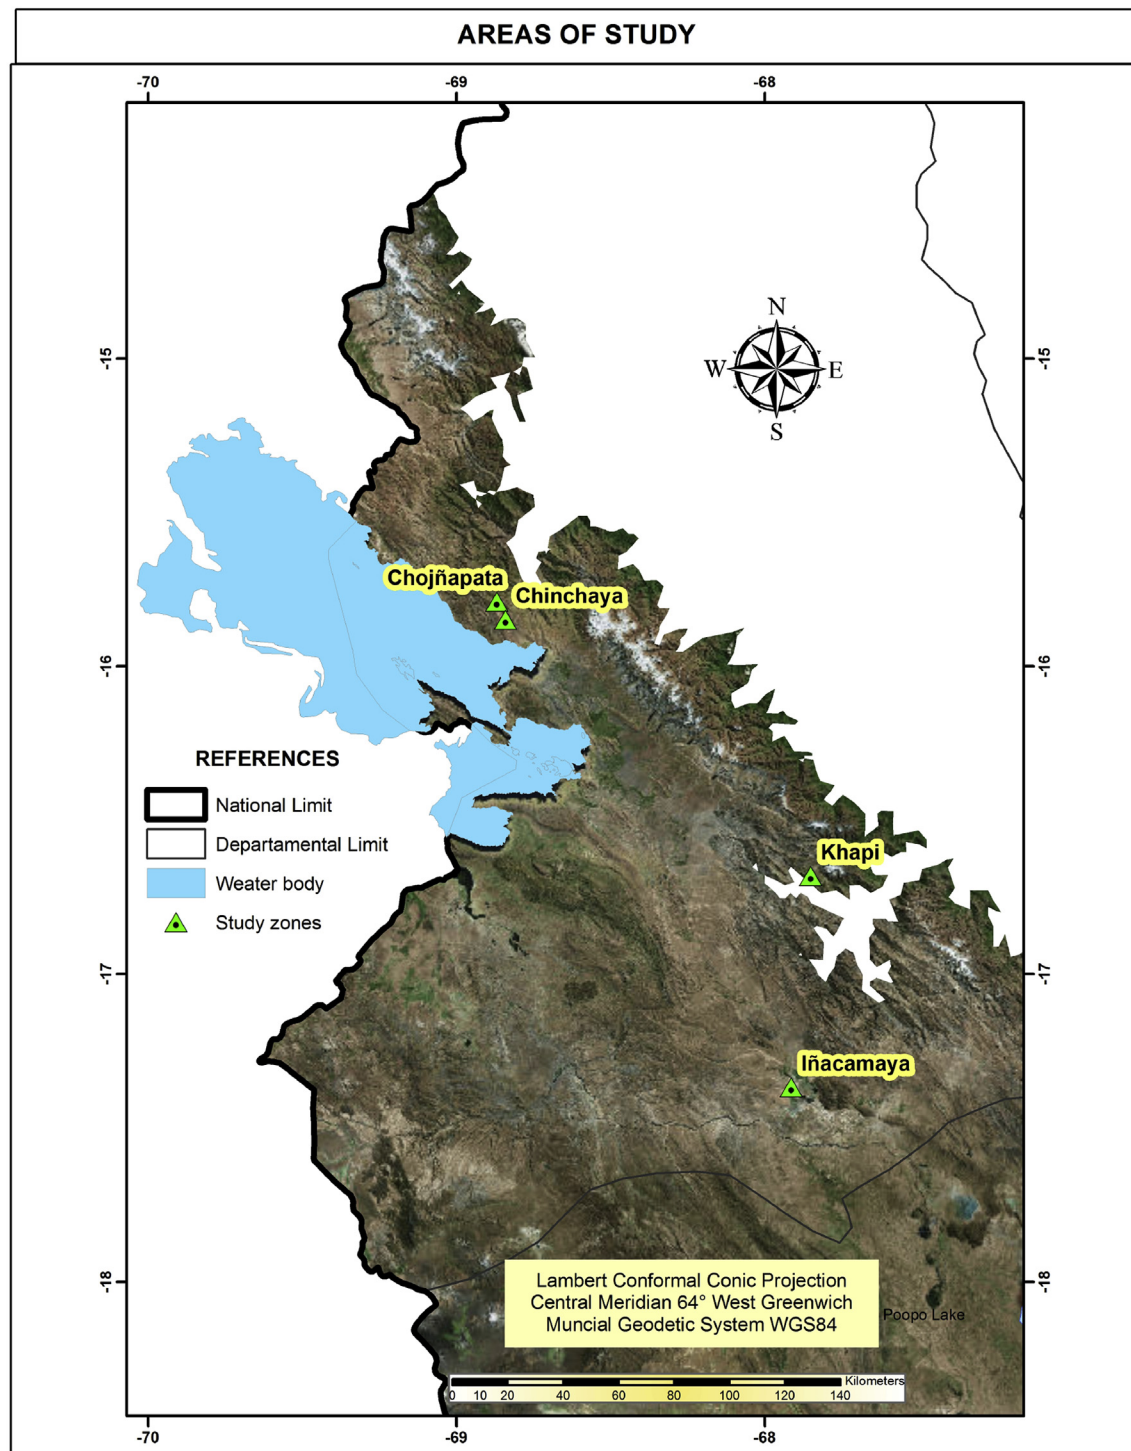 AREAS OF STUDY
-70
-69
-68
N
W
E
S
-15
-15
Chojñapata
Chinchaya
-16
-16
REFERENCES
National Limit
Departamental Limit
Weater body
Study zones
Khapi
-17
-17
Iñacamaya
-18
-18
Lambert Conformal Conic Projection
Central Meridian 64° West Greenwich
Muncial Geodetic System WGS84
Poopo Lake
Kilometers
0 10 20 40 60 80 100 120 140
-70
-69
-68